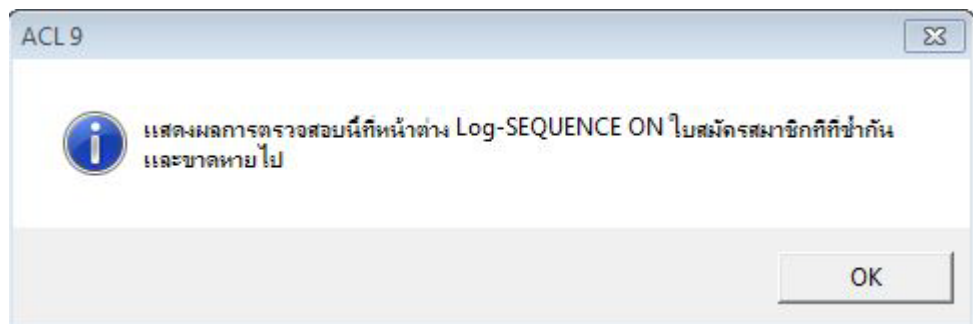 ACL 9
แสดงผลการตรวจสอบนี้ที่หน้าต่าง Log-SEQUENCE ON ใบสมัครสมาชิกที่ที่ซ้ำกัน
และขาดหายไป
OK